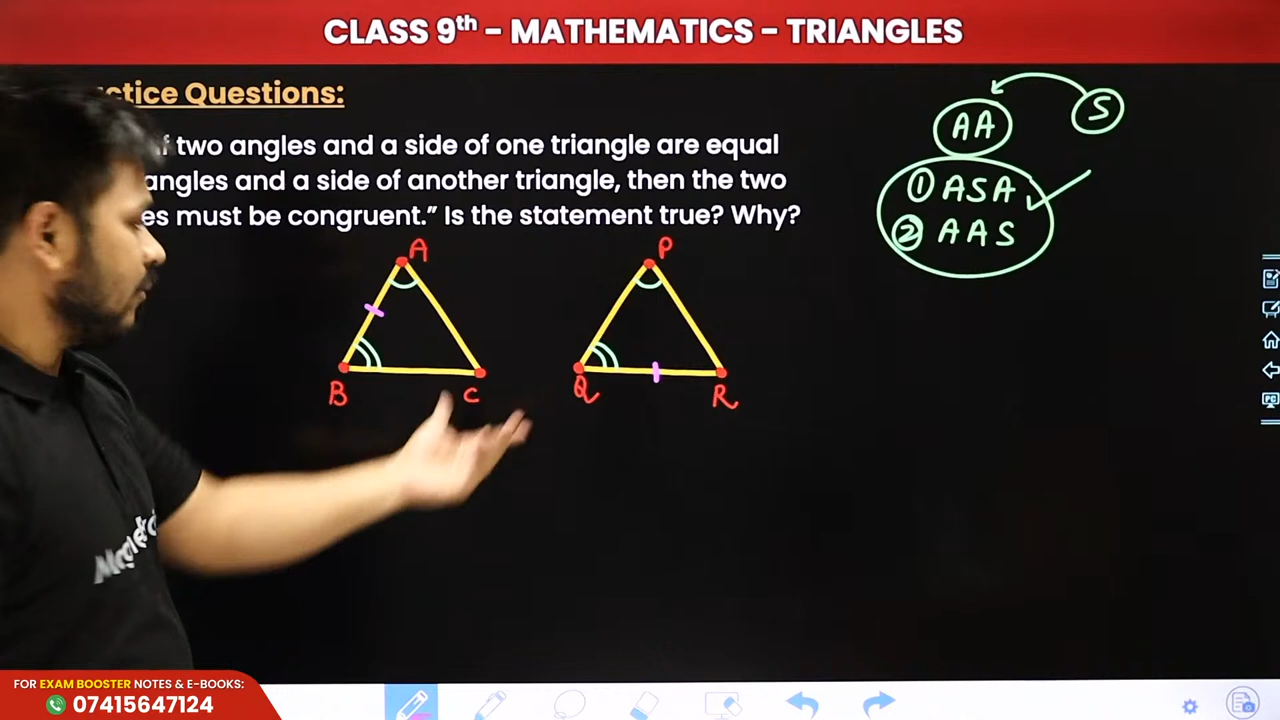 CLASS 9th - MATHEMATICS - TRIANGLES
Practice Questions:
two angles and a side of one triangle are equal
angles and a side of another triangle, then the two
must be congruent.” Is the statement true? Why?
AA
S
① ASA
② AAS
A
B
C
P
Q
R
FOR EXAM BOOSTER NOTES & E-BOOKS:
07415647124
PC